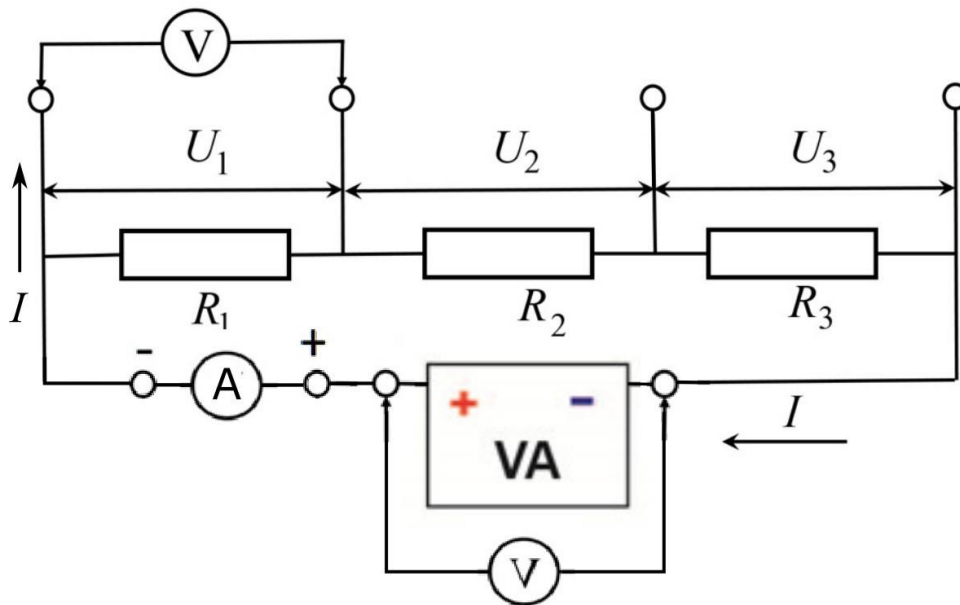 V
U₁ U₂ U₃
I R₁ R₂ R₃
- A + + -
VA
I
V